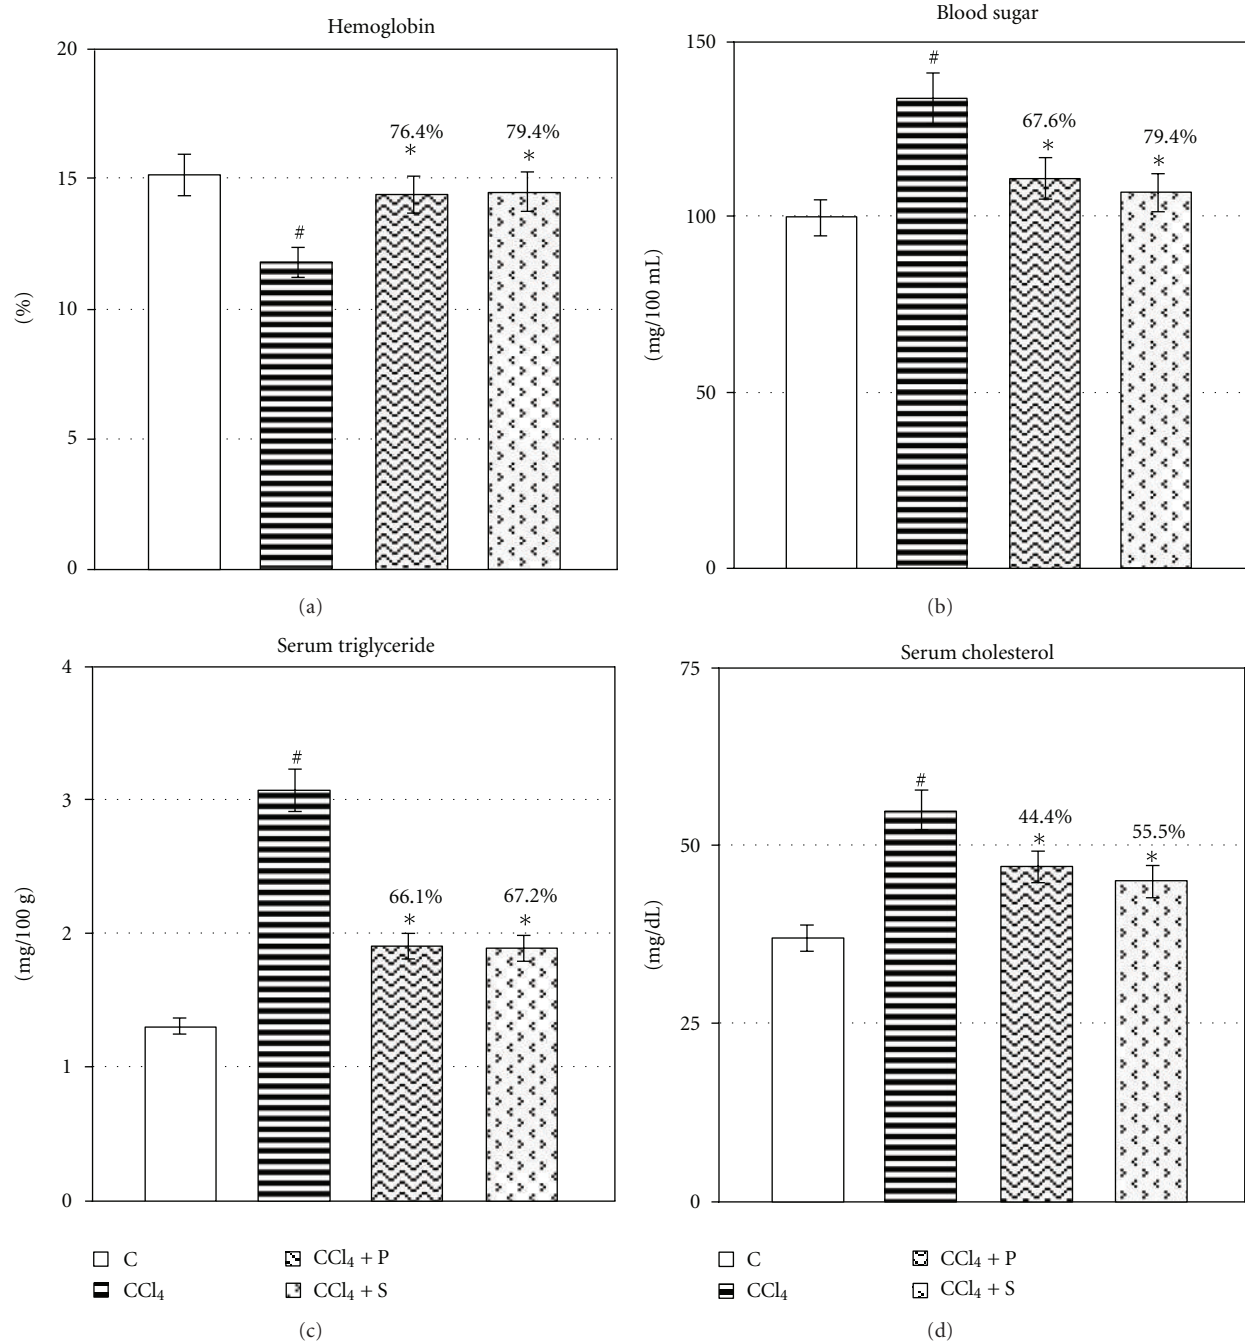 Hemoglobin
20
15
10
5
0
(%)
#
76.4%
*
79.4%
*
(a)
Blood sugar
150
100
50
0
(mg/100 mL)
#
67.6%
*
79.4%
*
(b)
Serum triglyceride
4
3
2
1
0
(mg/100 g)
#
66.1%
*
67.2%
*
C
CCl₄
CCl₄ + P
CCl₄ + S
(c)
Serum cholesterol
75
50
25
0
(mg/dL)
#
44.4%
*
55.5%
*
C
CCl₄
CCl₄ + P
CCl₄ + S
(d)